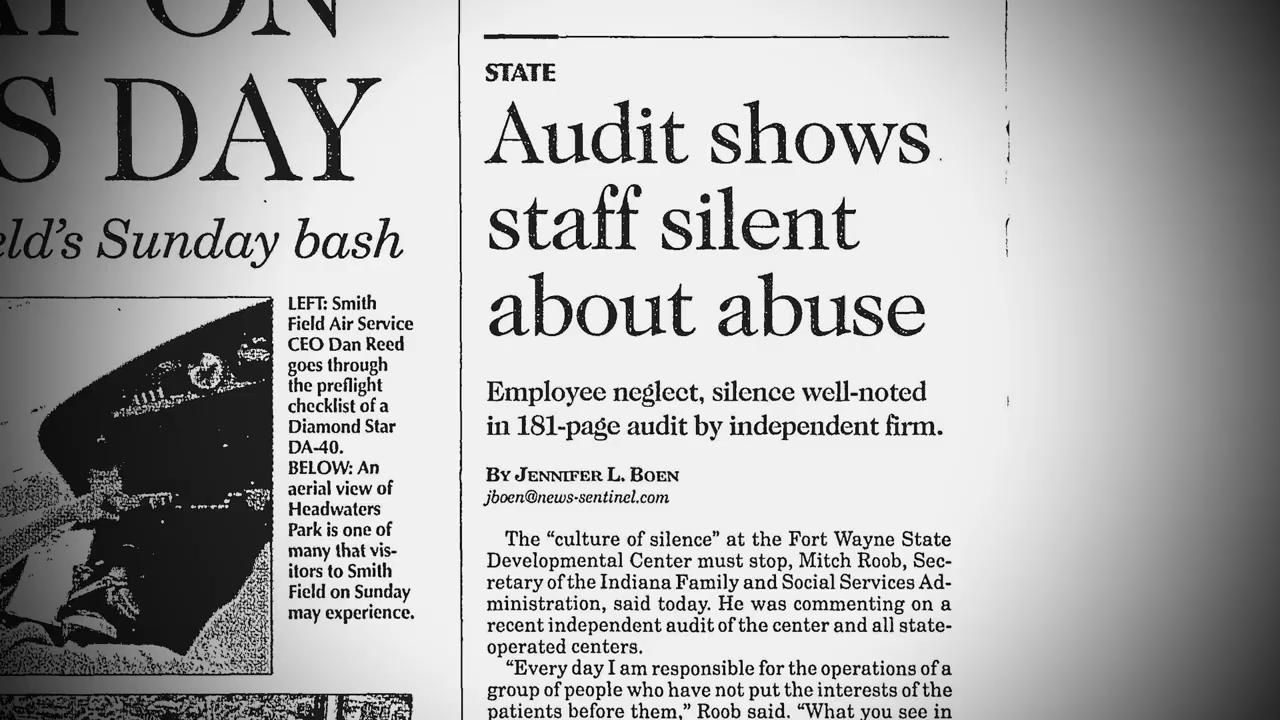 AY ON
S DAY
eld's Sunday bash
LEFT: Smith
Field Air Service
CEO Dan Reed
goes through
the preflight
checklist of a
Diamond Star
DA-40.
BELOW: An
aerial view of
Headwaters
Park is one of
many that vis-
itors to Smith
Field on Sunday
may experience.
STATE
Audit shows
staff silent
about abuse
Employee neglect, silence well-noted
in 181-page audit by independent firm.
BY JENNIFER L. BOEN
jboen@news-sentinel.com
The “culture of silence” at the Fort Wayne State
Developmental Center must stop, Mitch Roob, Sec-
retary of the Indiana Family and Social Services Ad-
ministration, said today. He was commenting on a
recent independent audit of the center and all state-
operated centers.
“Every day I am responsible for the operations of a
group of people who have not put the interests of the
patients before them,” Roob said. “What you see in